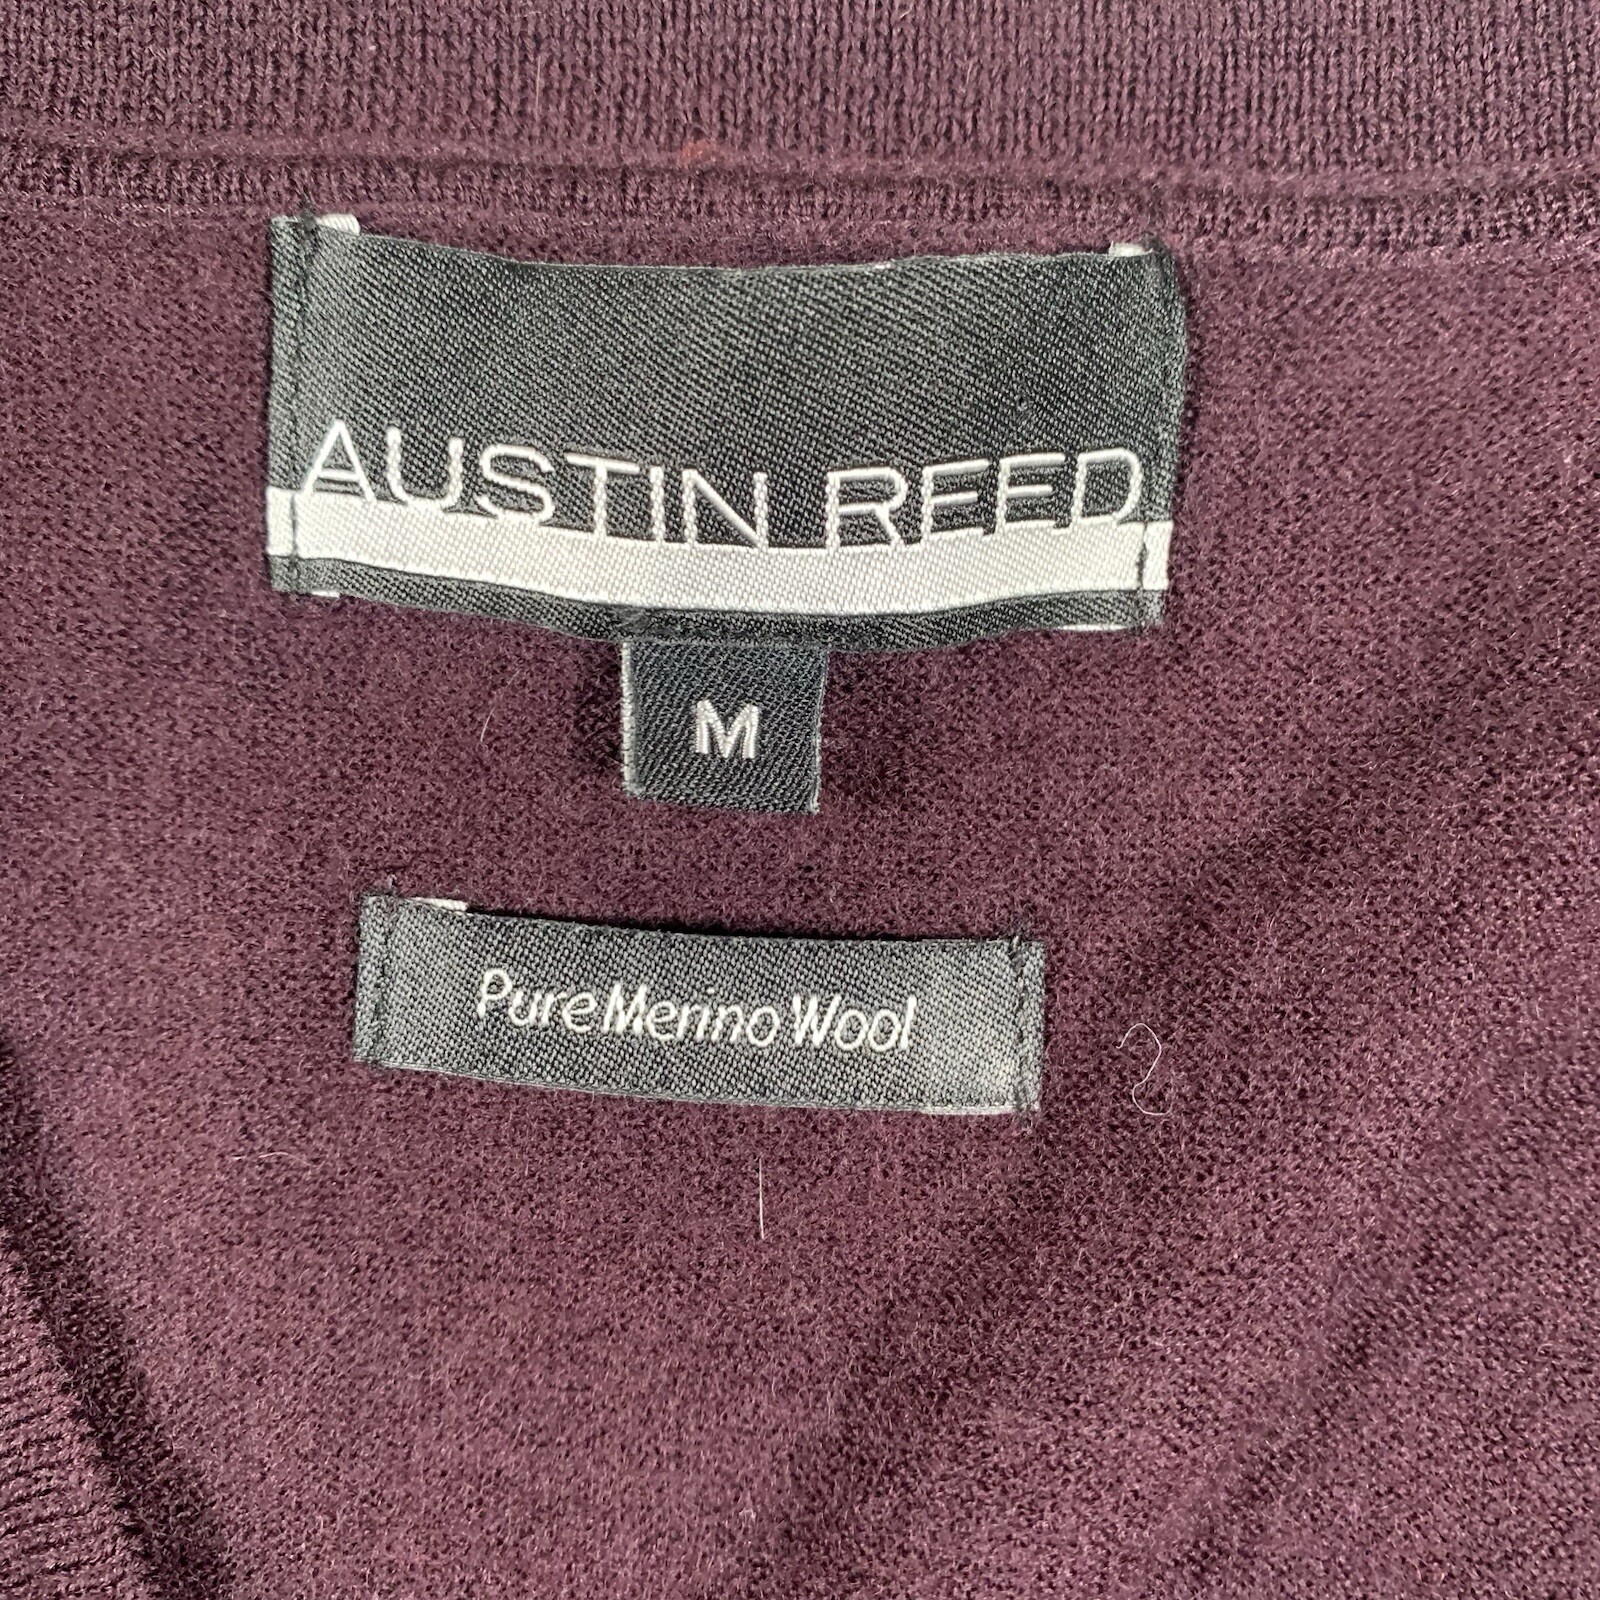 AUSTIN REED
M
Pure Merino Wool